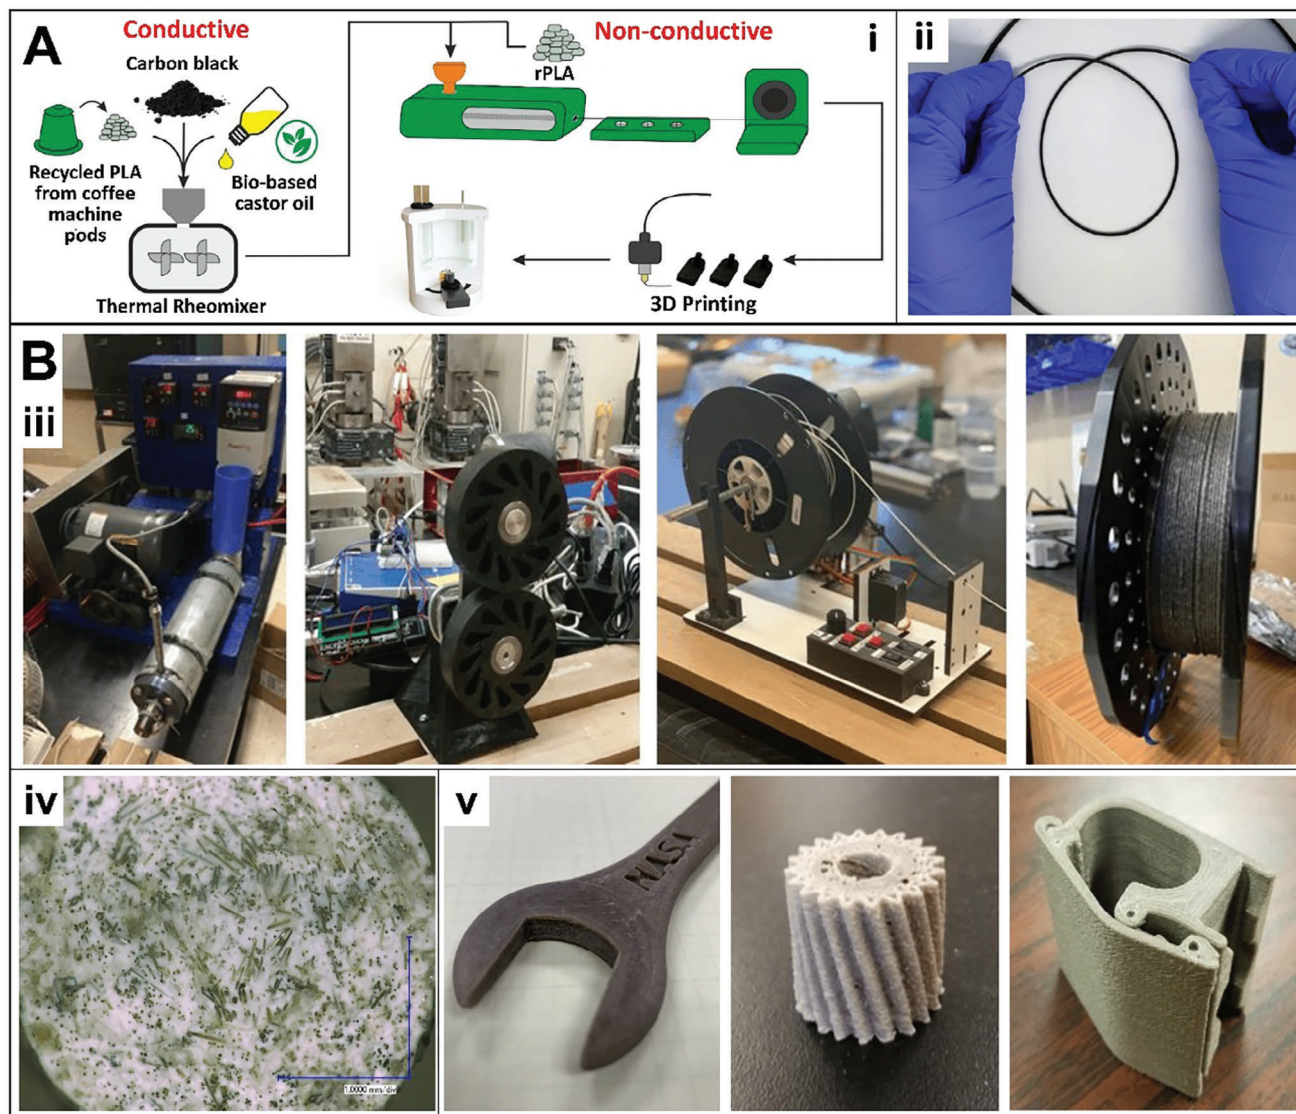 A
Conductive
Carbon black
Recycled PLA
from coffee
machine
pods
Bio-based
castor oil
Thermal Rheomixer
rPLA
Non-conductive
i
3D Printing
ii
B
iii
iv
1.0000 mm/div
v
NASA